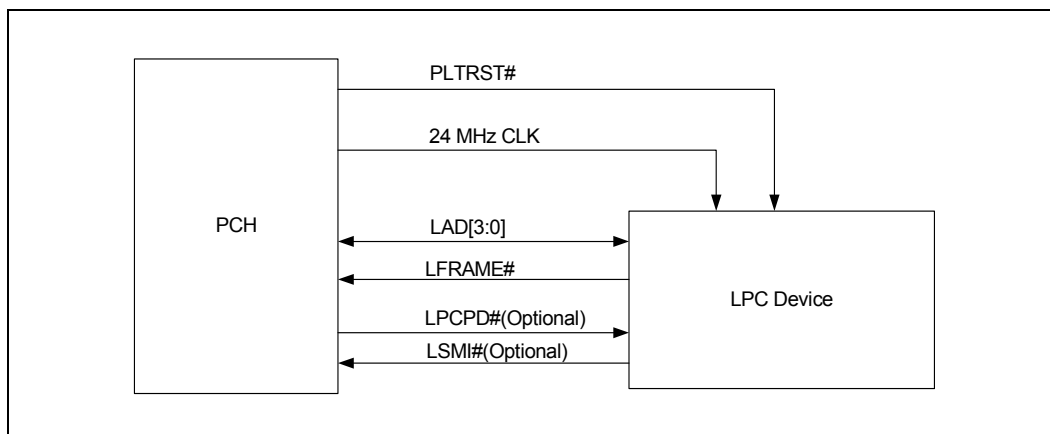 PLTRST#
24 MHz CLK
PCH
LAD[3:0]
LFRAME#
LPC Device
LPCPD#(Optional)
LSMI#(Optional)